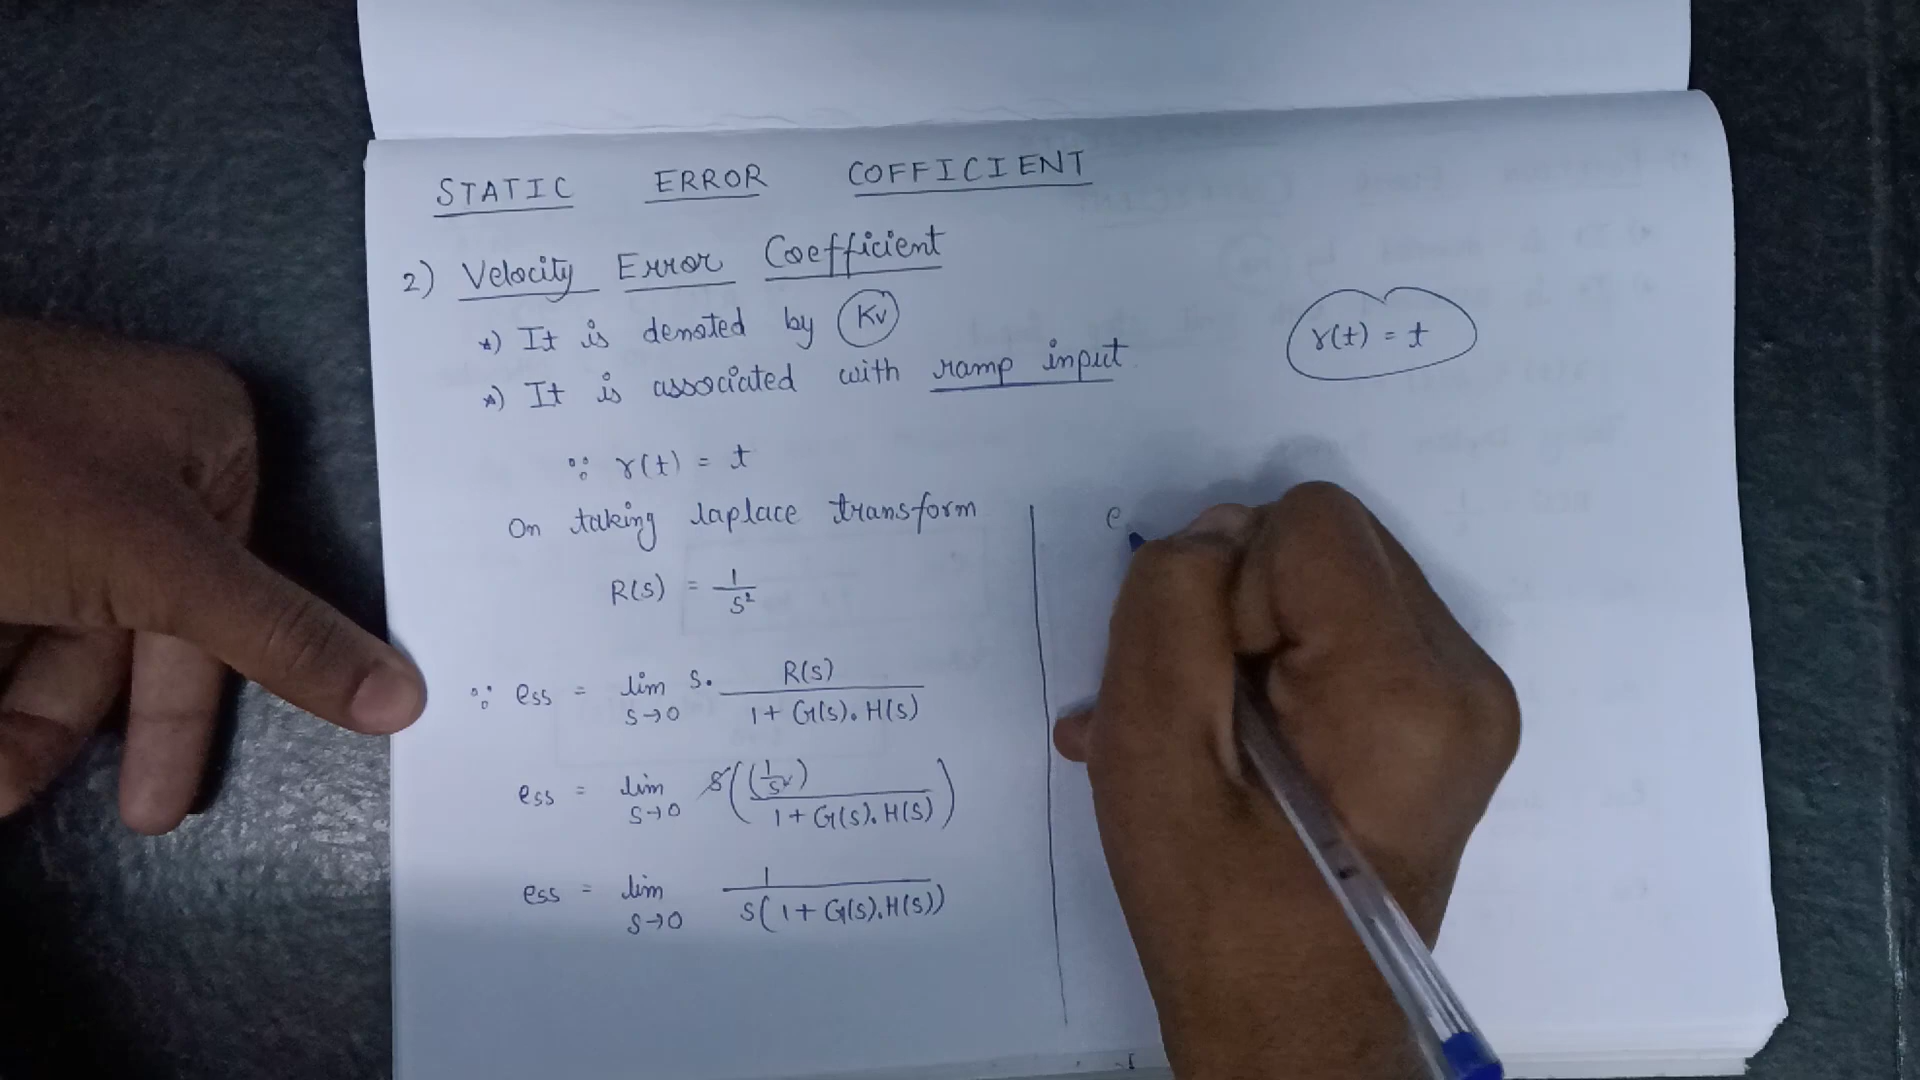 STATIC ERROR COFFICIENT
2) Velocity Error Coefficient
*) It is denoted by Kv
*) It is associated with ramp input
r(t) = t
∵ r(t) = t
On taking laplace transform
R(s) = 1/s²
∵ ess = lim s→0 s. R(s) / 1 + G(s).H(s)
ess = lim s→0 s( (1/s²) / 1 + G(s).H(s) )
ess = lim s→0 1 / s( 1 + G(s).H(s))
e